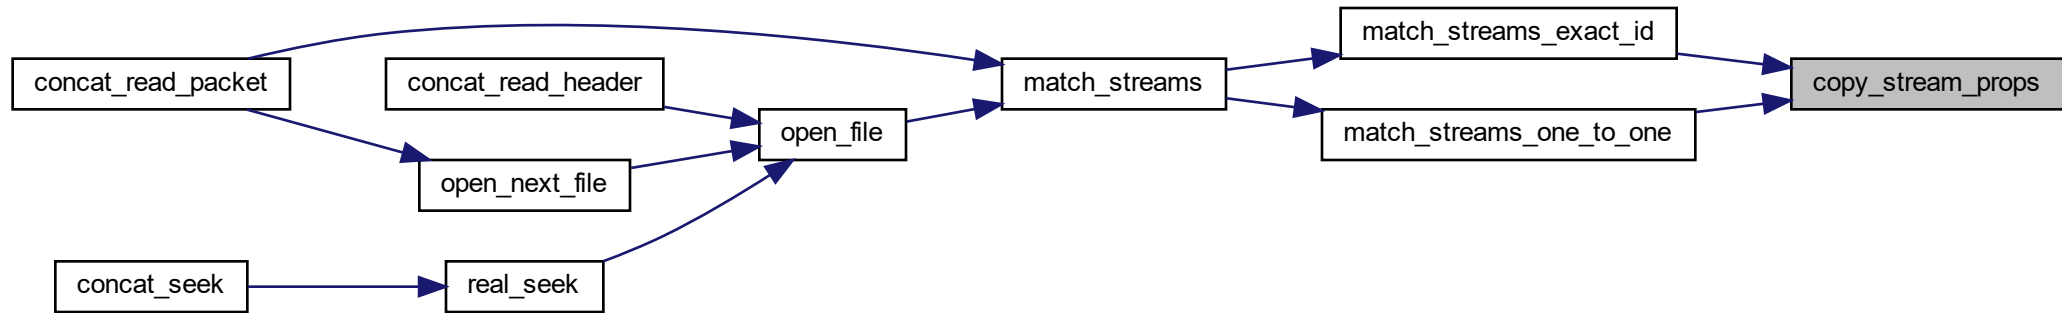 match_streams_exact_id
concat_read_packet
concat_read_header
match_streams
copy_stream_props
open_file
match_streams_one_to_one
open_next_file
concat_seek
real_seek